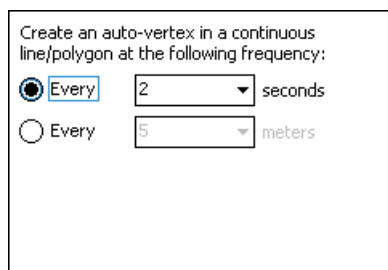 Create an auto-vertex in a continuous
line/polygon at the following frequency:
Every 2 seconds
Every 5 meters